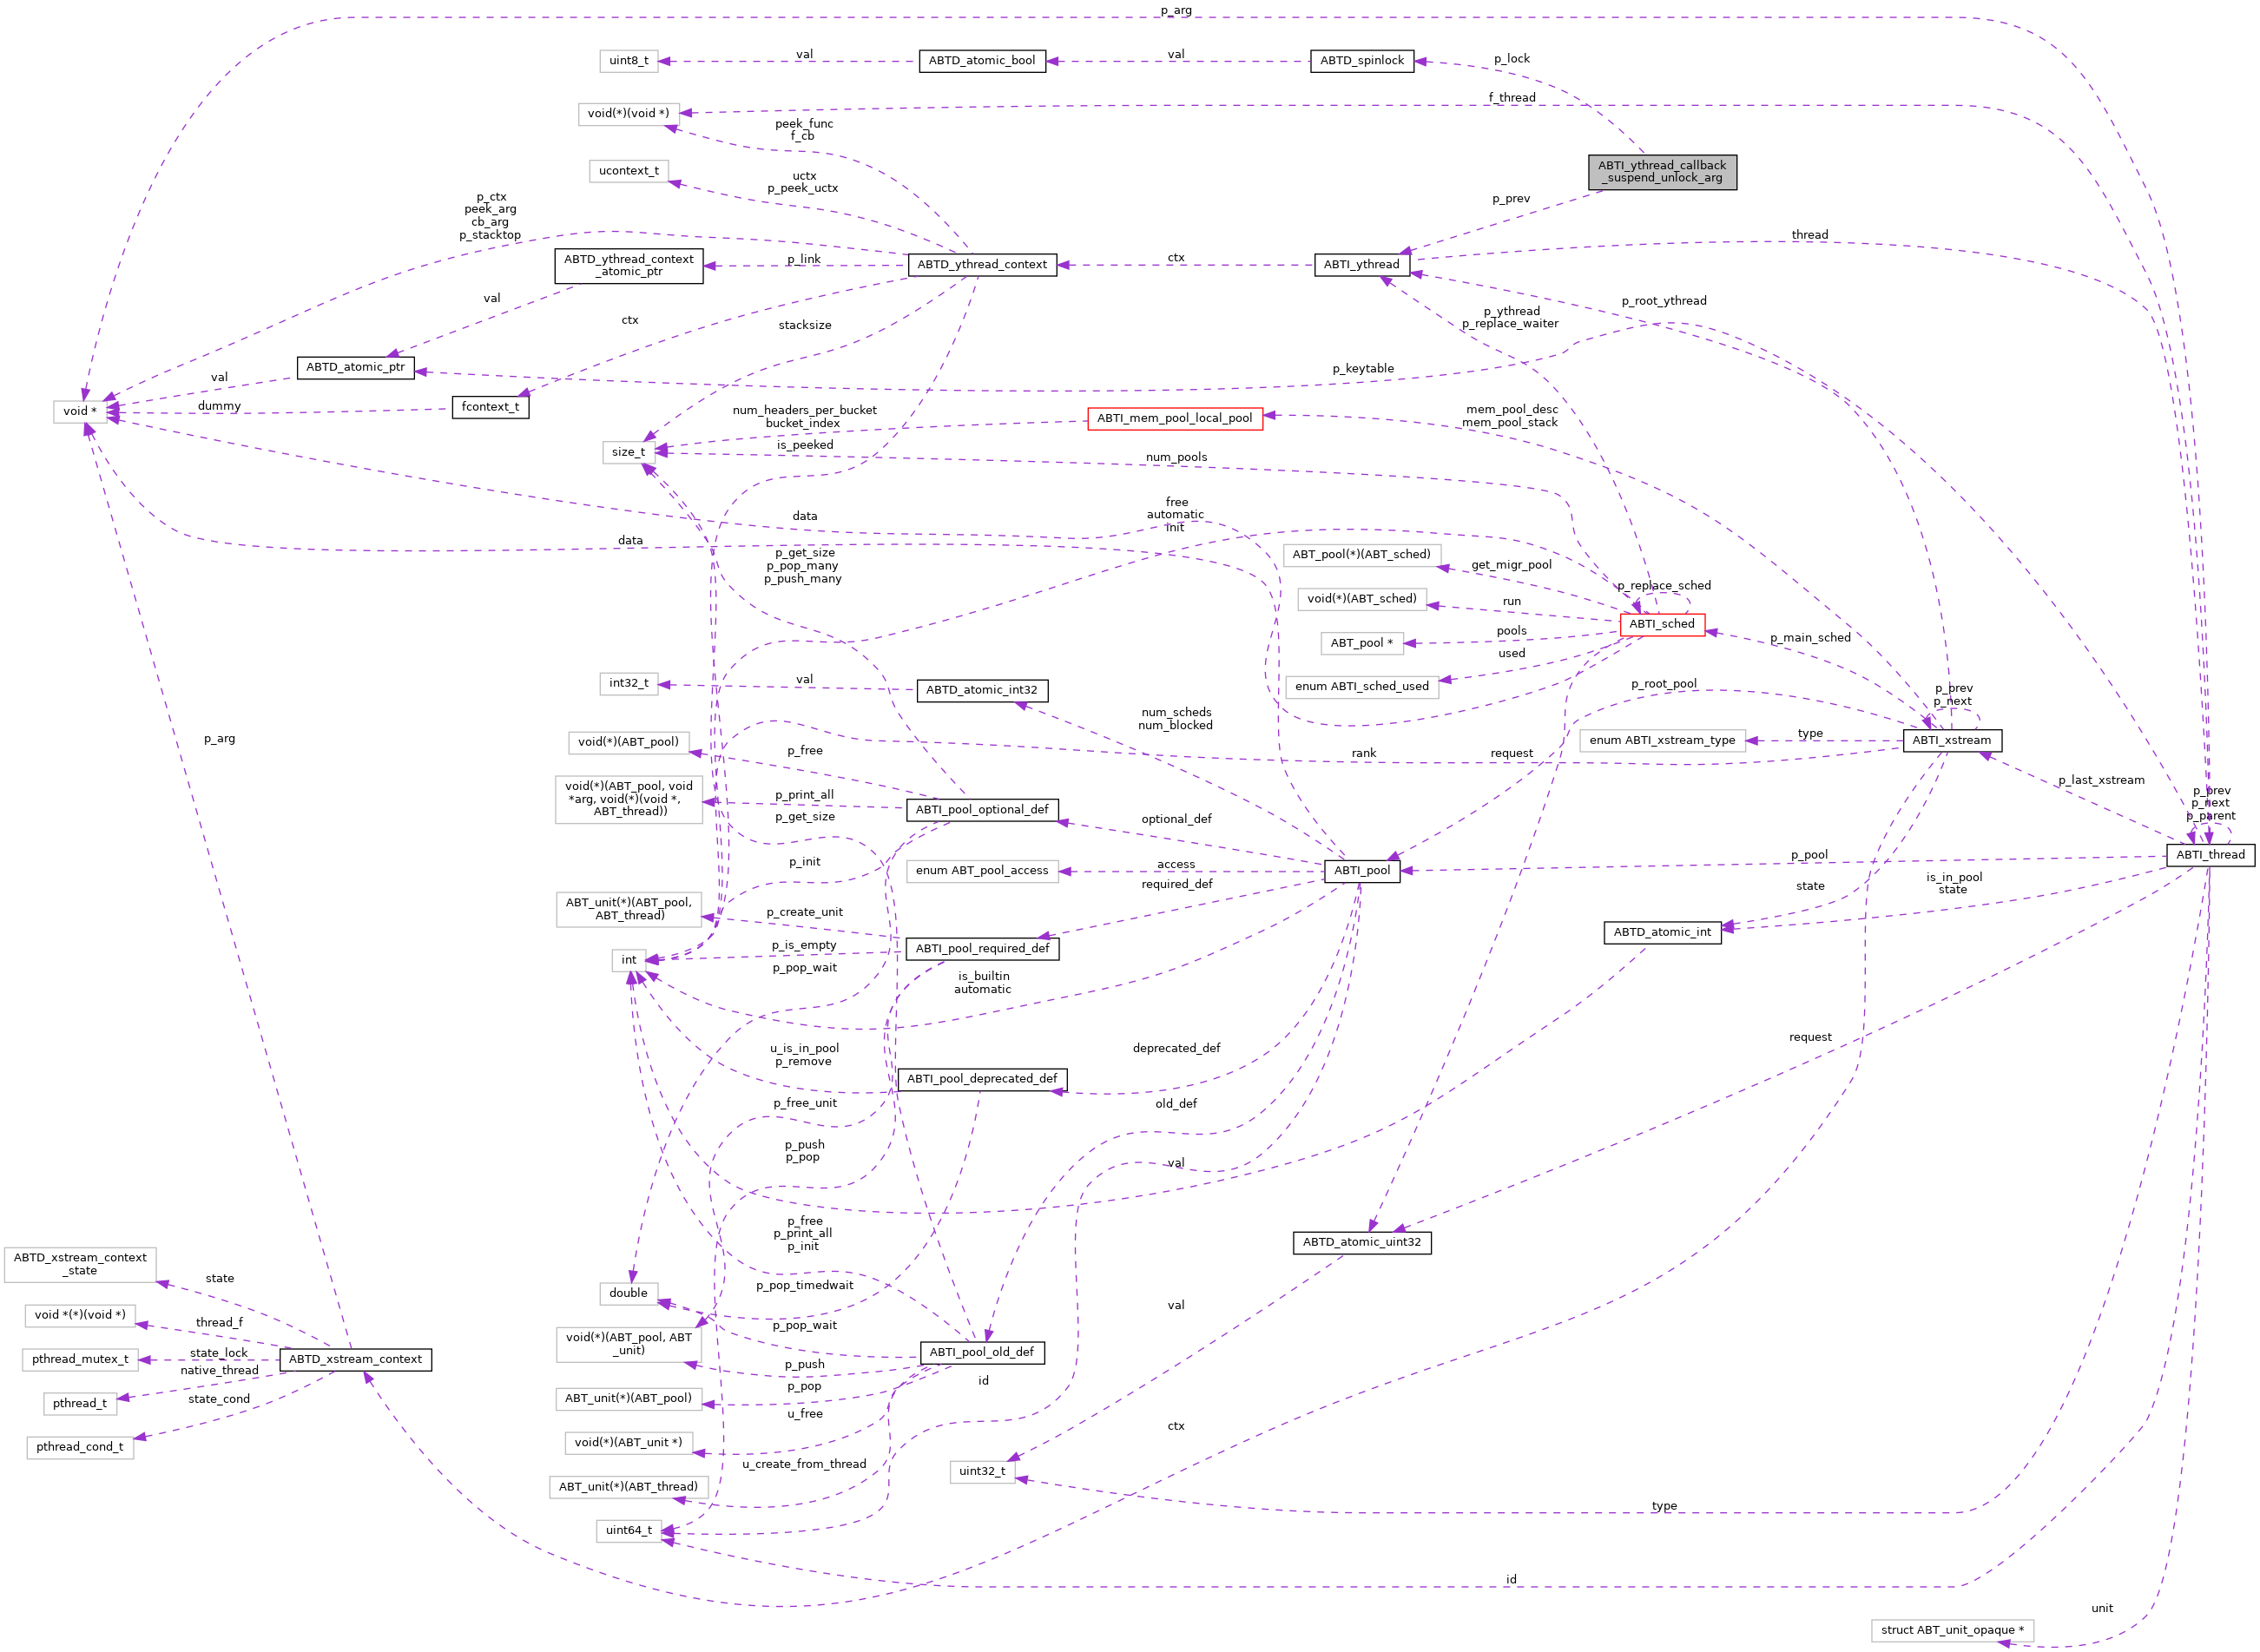 p_arg
uint8_t
val
ABTD_atomic_bool
val
ABTD_spinlock
p_lock
void(*)(void *)
f_thread
peek_func
f_cb
ucontext_t
uctx
p_peek_uctx
ABTI_ythread_callback
_suspend_unlock_arg
p_prev
p_ctx
peek_arg
cb_arg
p_stacktop
ABTD_ythread_context
_atomic_ptr
p_link
ABTD_ythread_context
ctx
ABTI_ythread
thread
val
ctx
stacksize
p_ythread
p_replace_waiter
p_root_ythread
ABTD_atomic_ptr
p_keytable
val
dummy
void *
fcontext_t
num_headers_per_bucket
bucket_index
ABTI_mem_pool_local_pool
mem_pool_desc
mem_pool_stack
is_peeked
size_t
num_pools
data
free
automatic
init
data
p_get_size
p_pop_many
p_push_many
ABT_pool(*)(ABT_sched)
get_migr_pool
p_replace_sched
void(*)(ABT_sched)
run
ABTI_sched
ABT_pool *
pools
p_main_sched
used
enum ABTI_sched_used
int32_t
val
ABTD_atomic_int32
p_root_pool
p_prev
p_next
num_scheds
num_blocked
p_arg
void(*)(ABT_pool)
p_free
rank
request
enum ABTI_xstream_type
type
ABTI_xstream
p_last_xstream
void(*)(ABT_pool, void
*arg, void(*)(void *,
ABT_thread))
p_print_all
p_get_size
ABTI_pool_optional_def
optional_def
p_prev
p_next
p_parent
ABTI_thread
p_pool
p_init
enum ABT_pool_access
access
ABTI_pool
required_def
state
is_in_pool
state
ABT_unit(*)(ABT_pool,
ABT_thread)
p_create_unit
ABTD_atomic_int
int
p_is_empty
ABTI_pool_required_def
p_pop_wait
is_builtin
automatic
u_is_in_pool
p_remove
ABTI_pool_deprecated_def
deprecated_def
request
p_free_unit
old_def
p_push
p_pop
val
p_free
p_print_all
p_init
ABTD_atomic_uint32
ABTD_xstream_context
_state
state
double
p_pop_timedwait
val
void *(*)(void *)
thread_f
p_pop_wait
void(*)(ABT_pool, ABT
_unit)
ABTI_pool_old_def
pthread_mutex_t
state_lock
ABTD_xstream_context
native_thread
p_push
pthread_t
state_cond
p_pop
id
ABT_unit(*)(ABT_pool)
u_free
ctx
pthread_cond_t
void(*)(ABT_unit *)
u_create_from_thread
uint32_t
ABT_unit(*)(ABT_thread)
type
uint64_t
id
unit
struct ABT_unit_opaque *